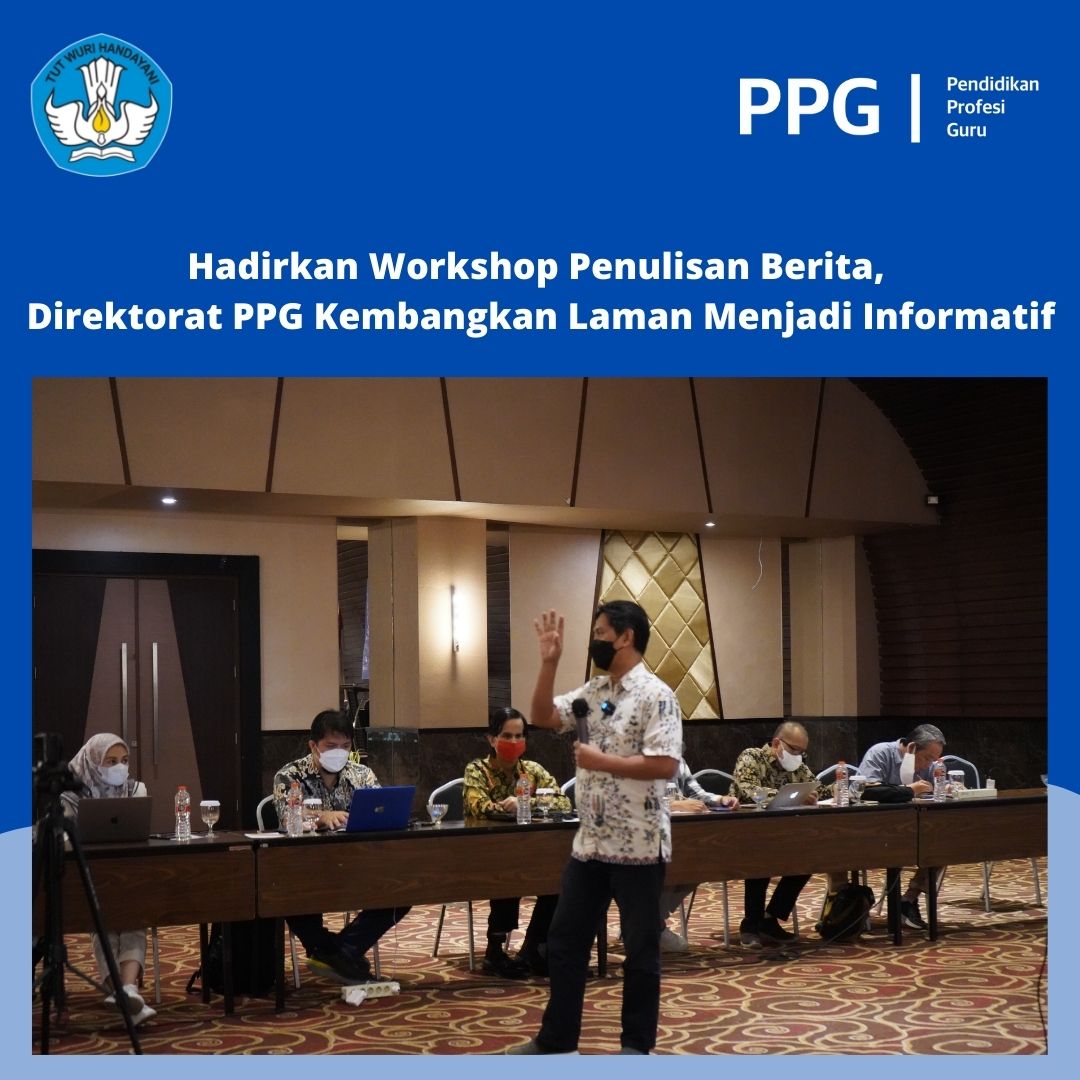 TUT WURI HANDAYANI
PPG
Pendidikan
Profesi
Guru
Hadirkan Workshop Penulisan Berita,
Direktorat PPG Kembangkan Laman Menjadi Informatif